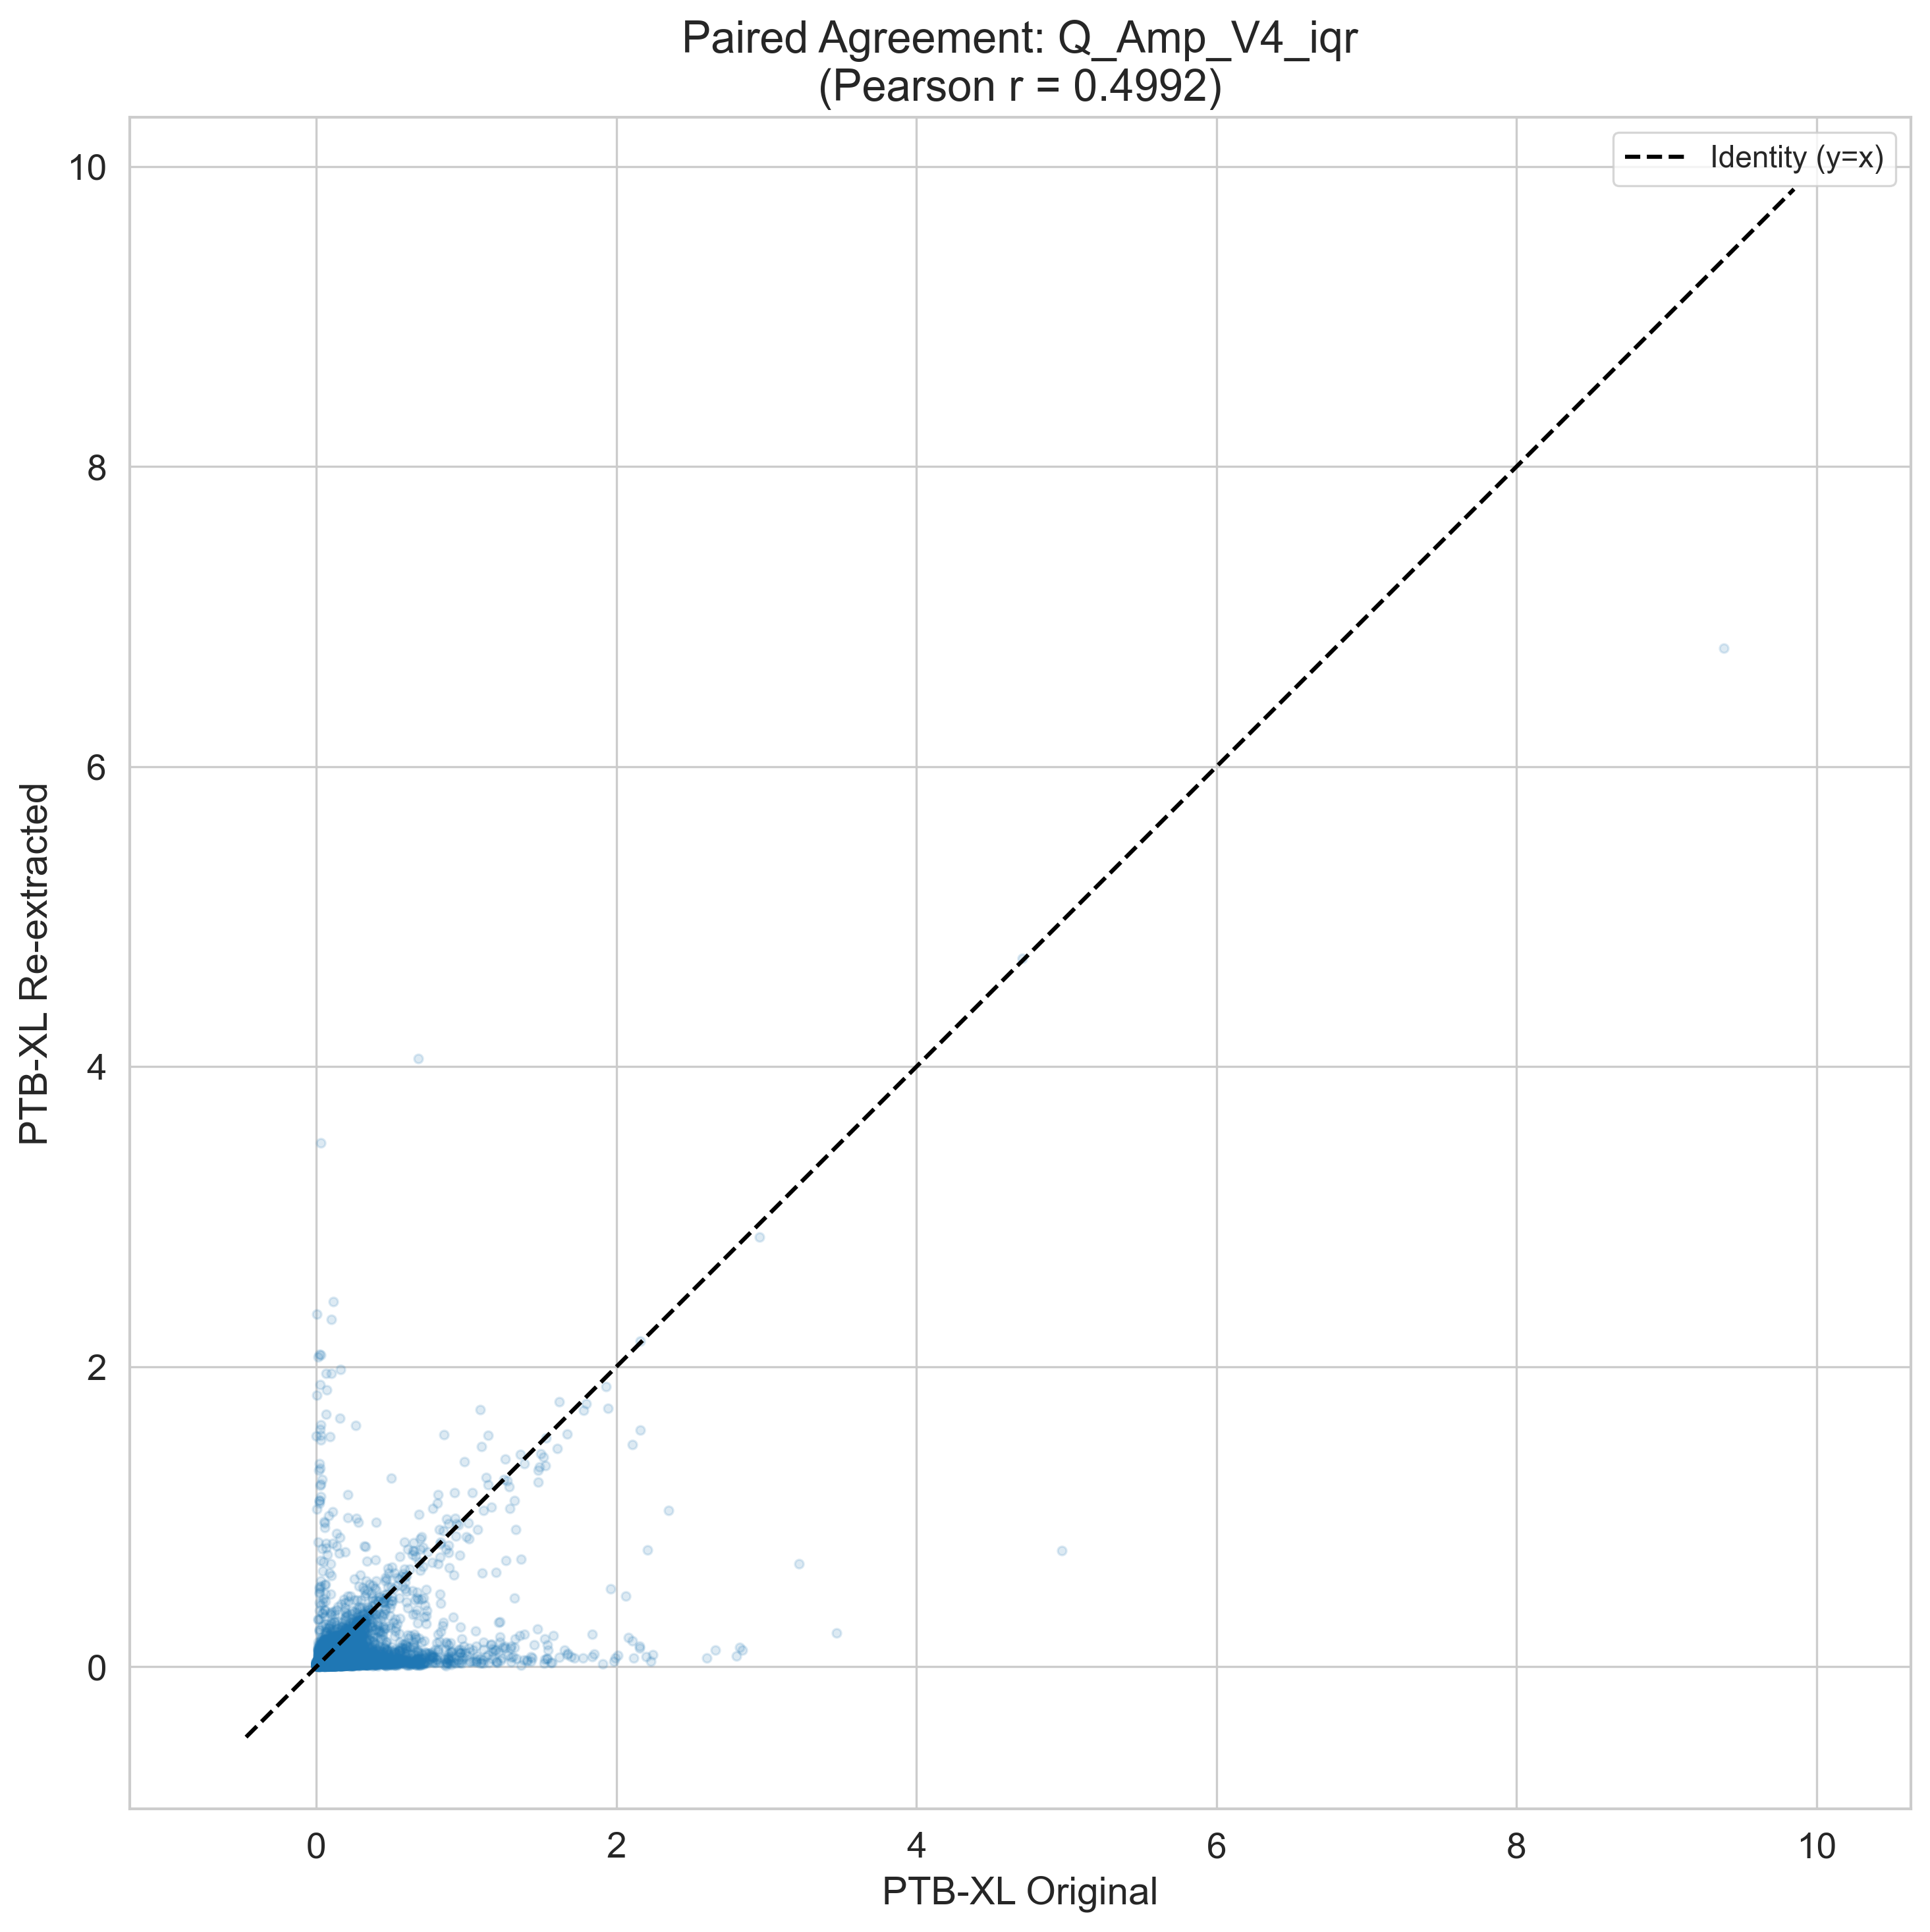 Paired Agreement: Q_Amp_V4_iqr
(Pearson r = 0.4992)
Identity (y=x)
10
8
6
4
2
0
PTB-XL Re-extracted
0 2 4 6 8 10
PTB-XL Original